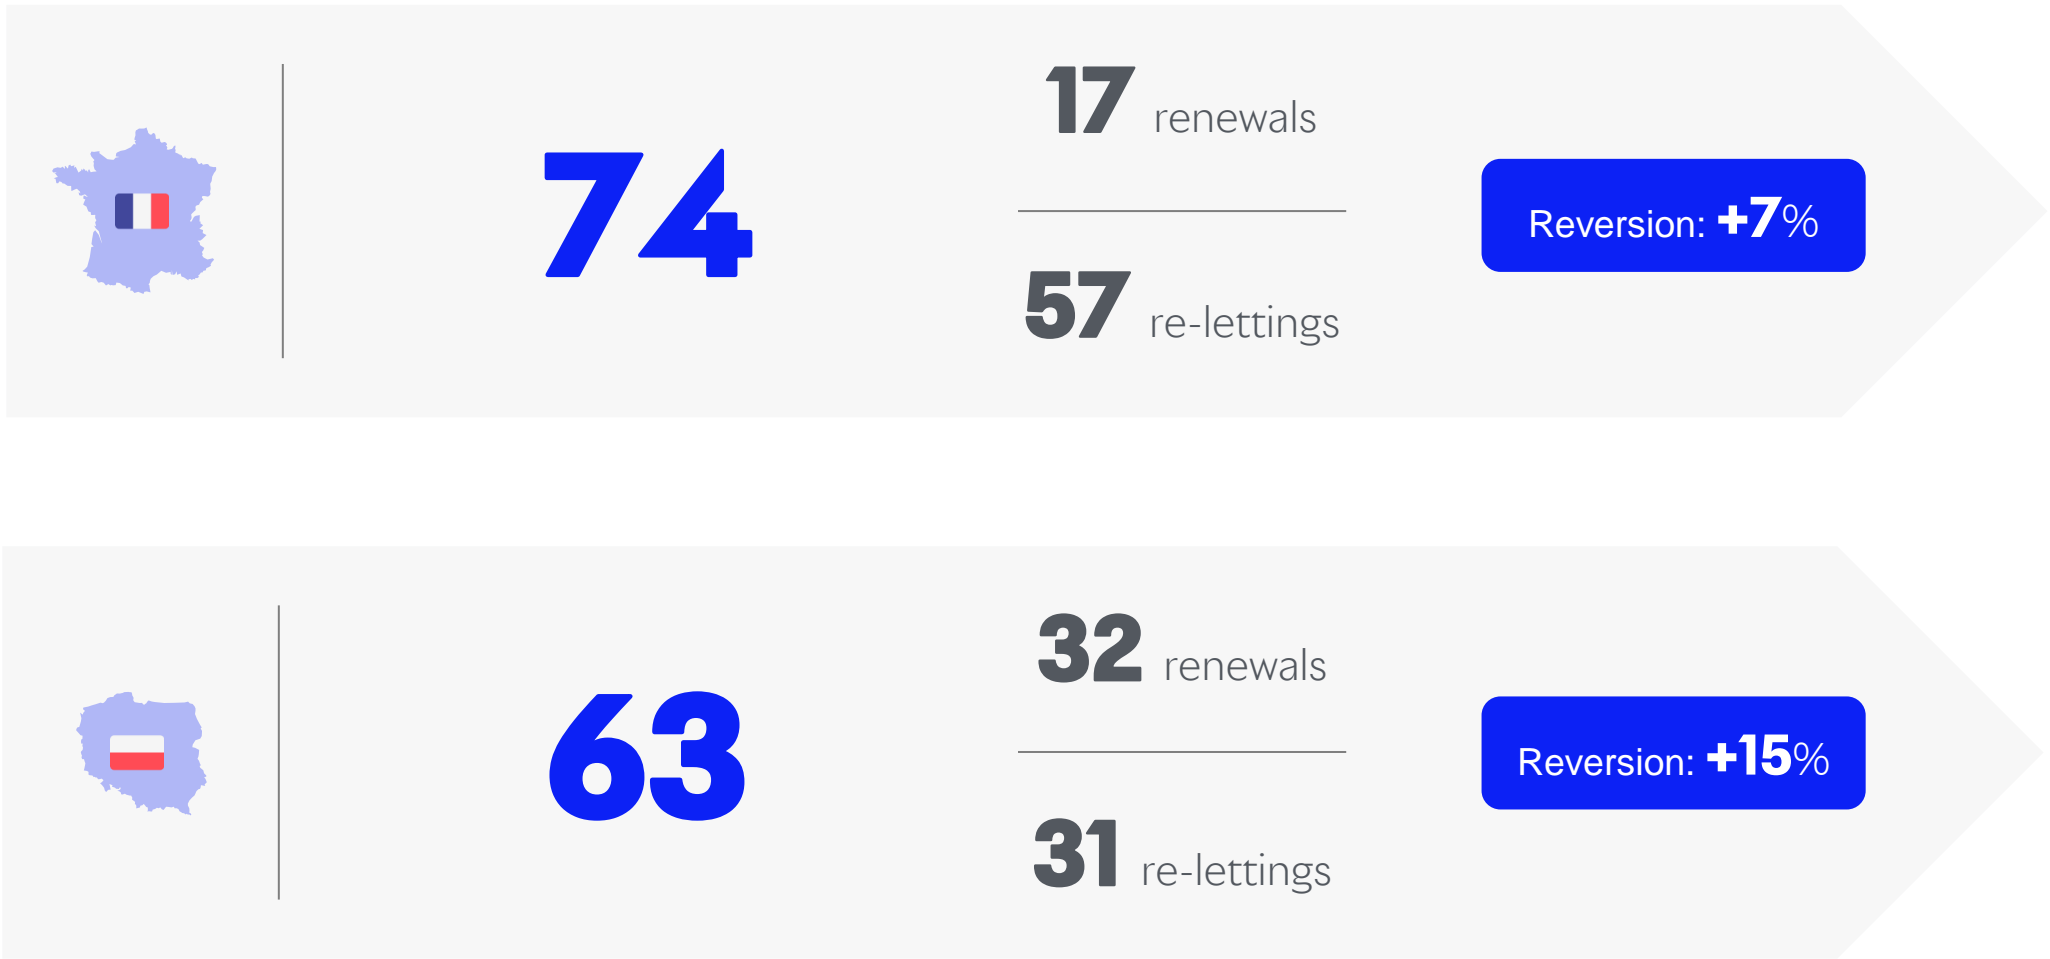 74
17 renewals
57 re-lettings
Reversion: +7%
63
32 renewals
31 re-lettings
Reversion: +15%